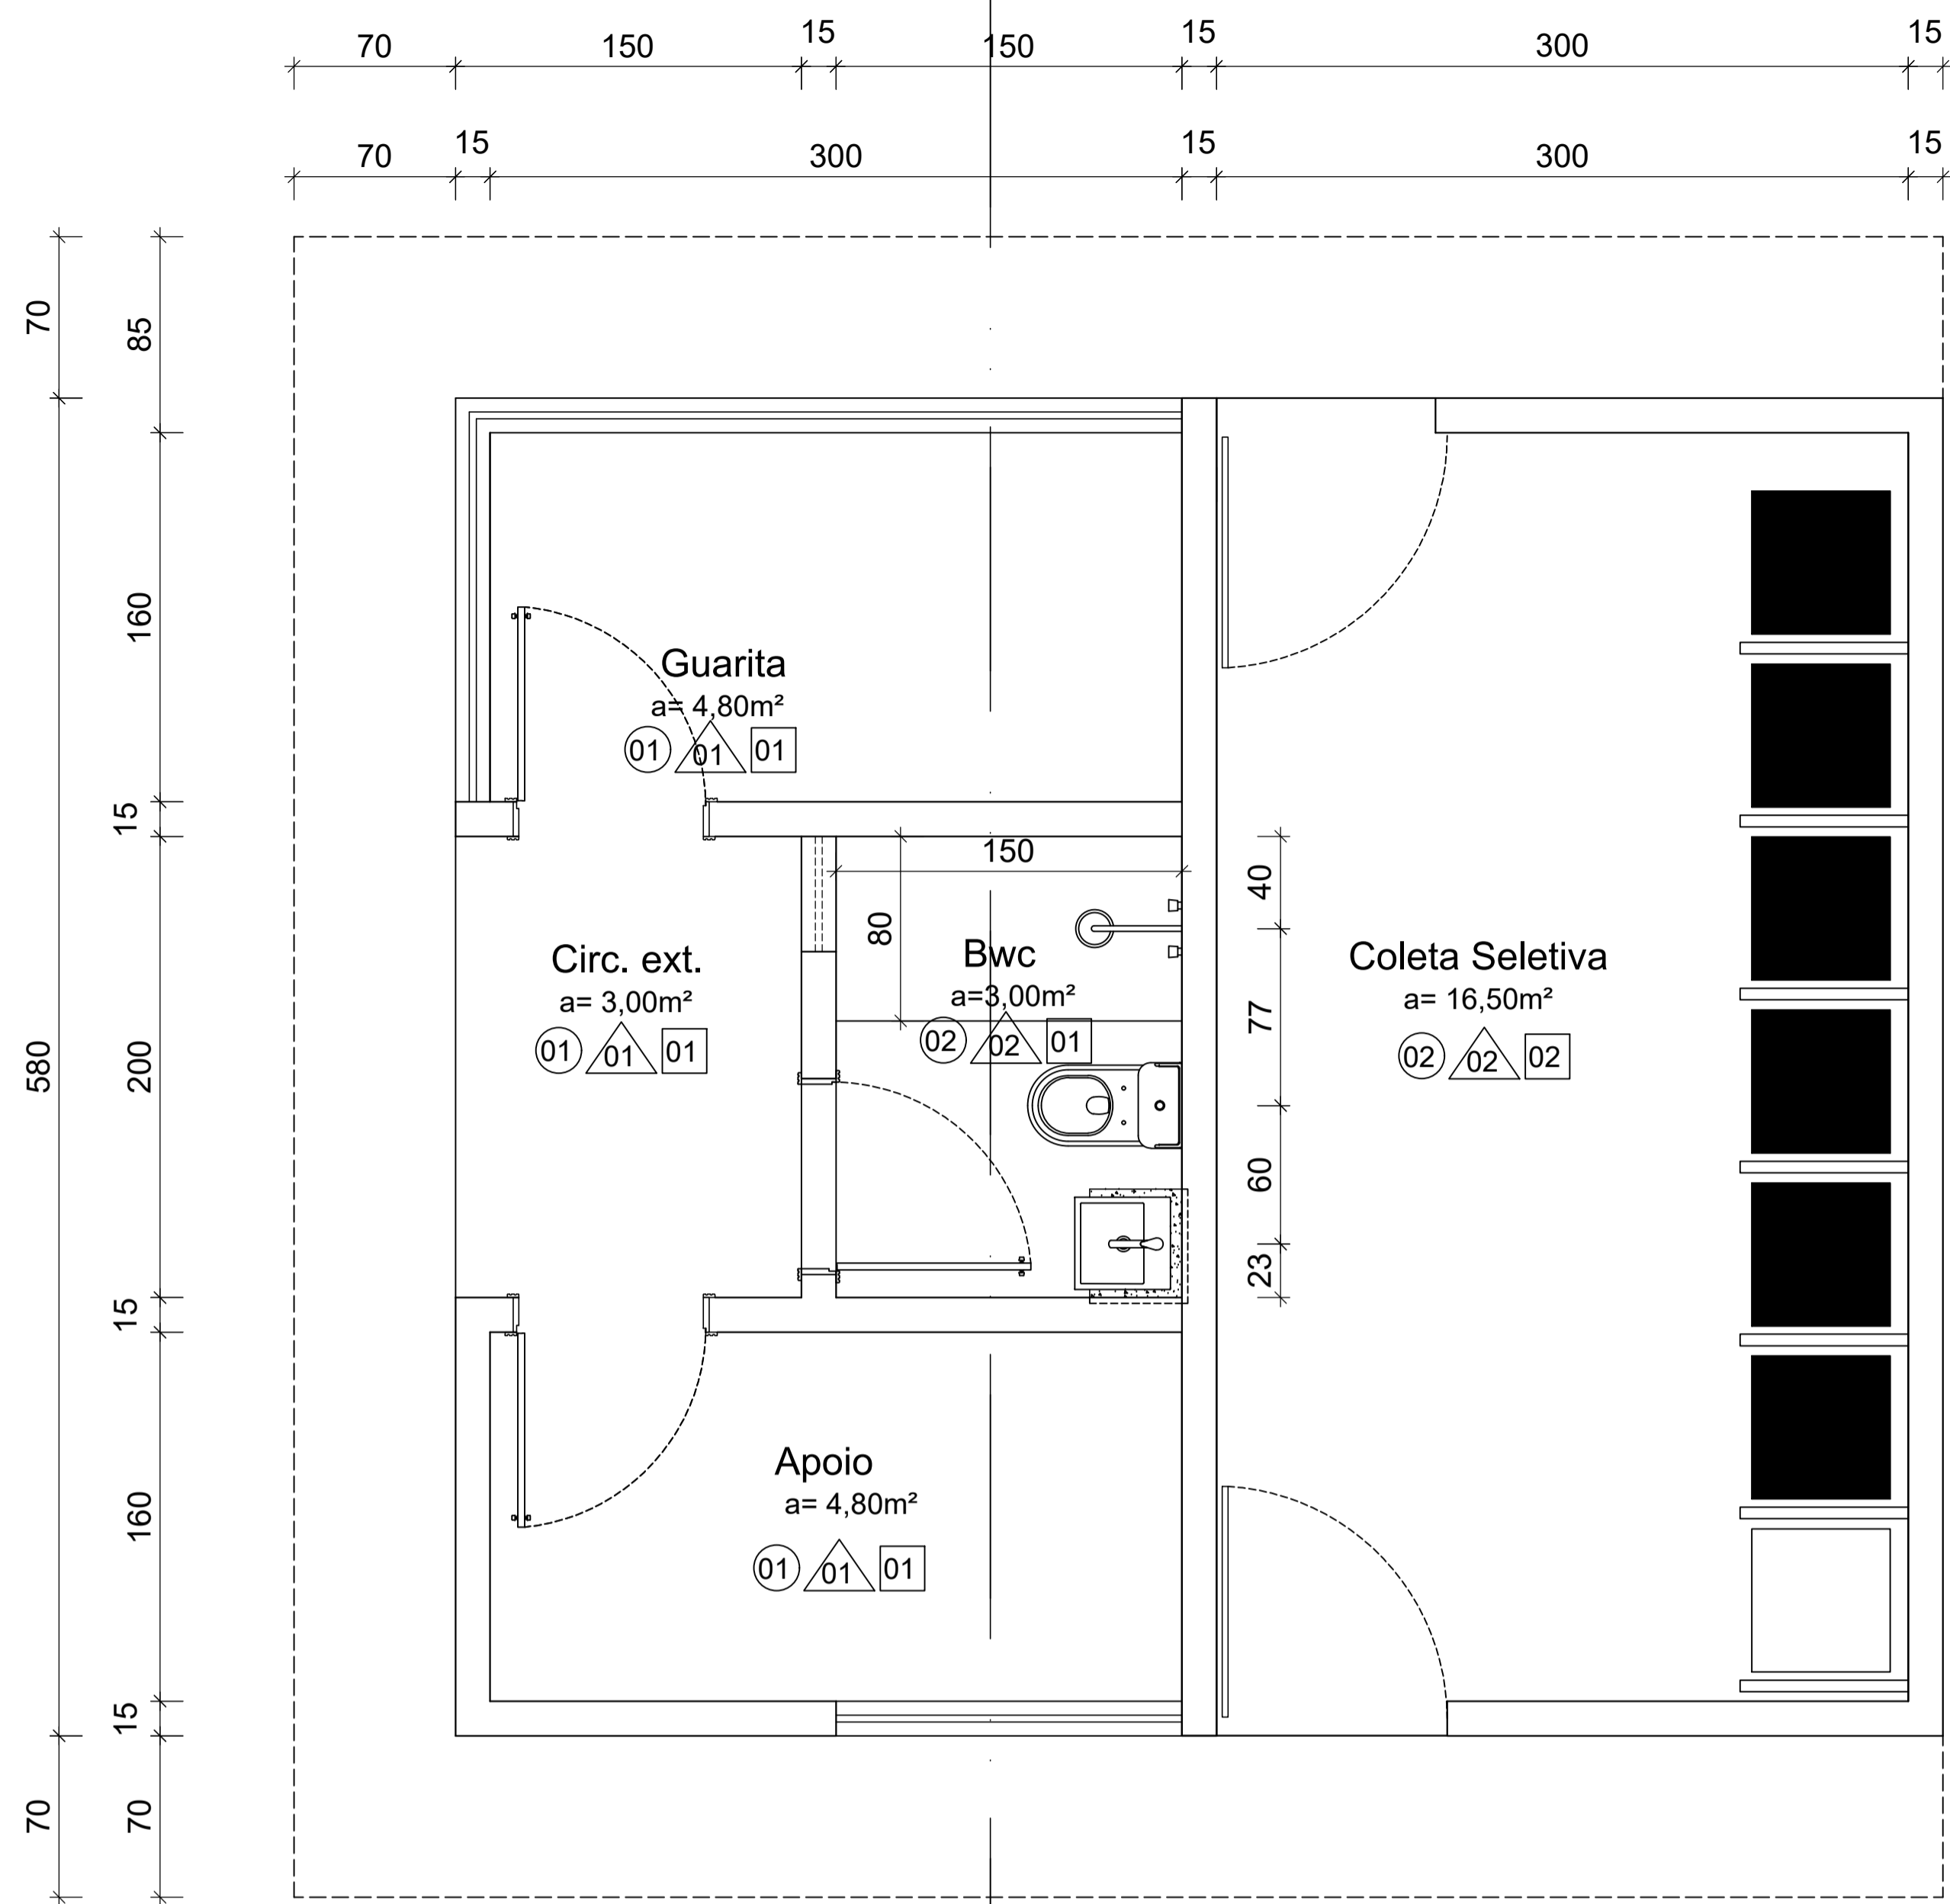 70 150 15 150 15 300 15
70 15 300 15 300 15
70
85
160
15
580
200
15
160
15
70
70
Guarita
a= 4,80m²
01 01 01
150
80
40
77
60
23
Circ. ext.
a= 3,00m²
01 01 01
Bwc
a=3,00m²
02 02 01
Coleta Seletiva
a= 16,50m²
02 02 02
Apoio
a= 4,80m²
01 01 01